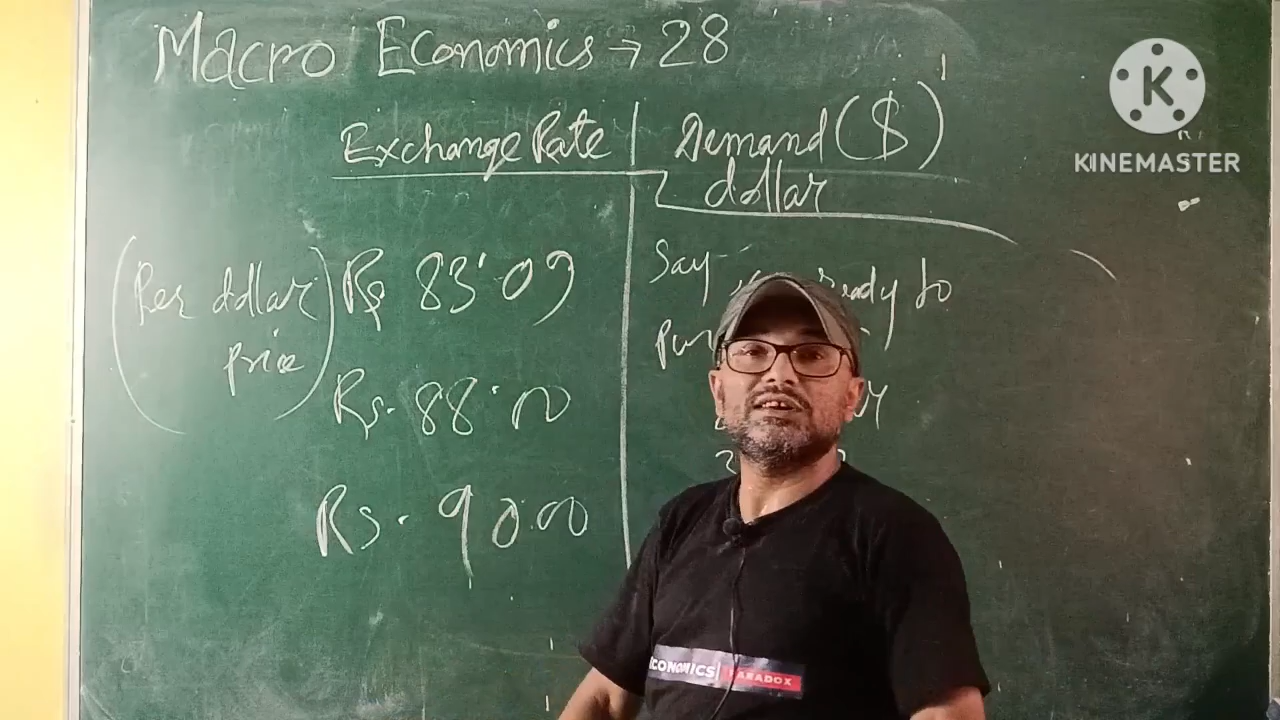 Macro Economics → 28
Exchange Rate
Demand ($)
dollar
(Per dollar price)
Rs 83.09
Rs. 88.00
Rs. 90.00
Say
ready to
KINEMASTER
ECONOMICS| PARADOX